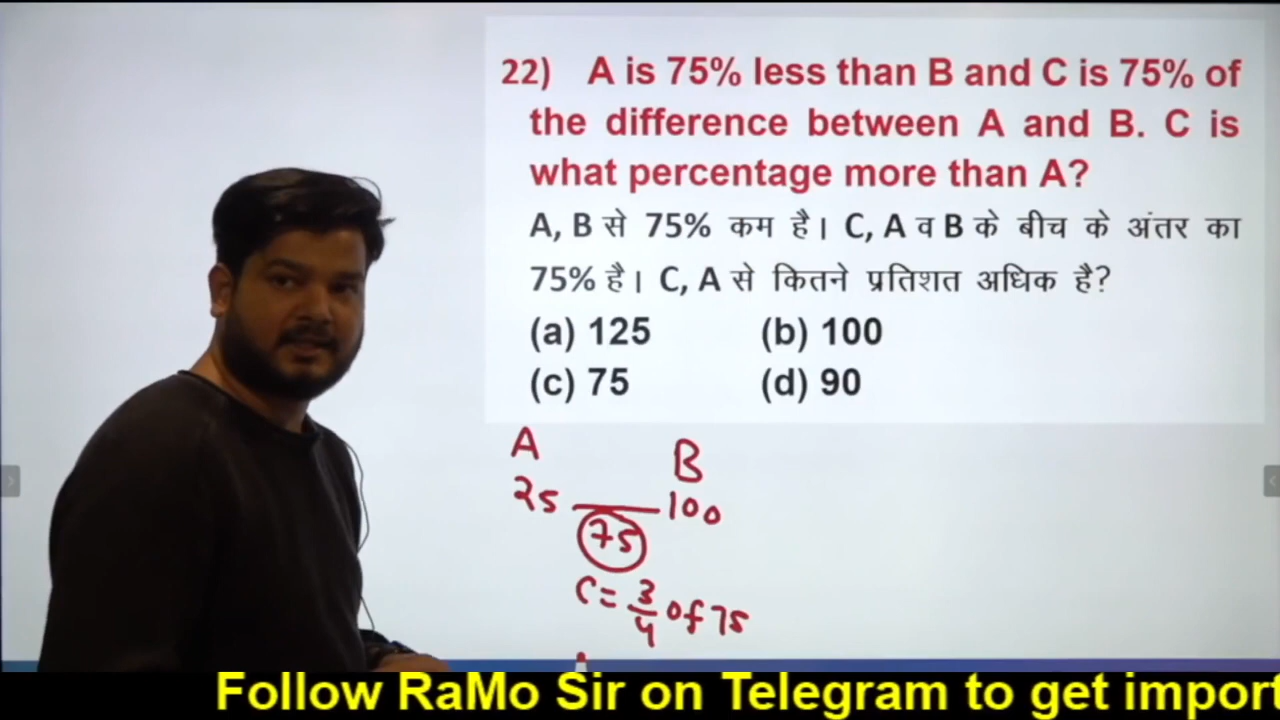 22) A is 75% less than B and C is 75% of
the difference between A and B. C is
what percentage more than A?
A, B से 75% कम है। C, A व B के बीच के अंतर का
75% है। C, A से कितने प्रतिशत अधिक है?
(a) 125 (b) 100
(c) 75 (d) 90
A B
25 100
75
C = 3/4 of 75
Follow RaMo Sir on Telegram to get import